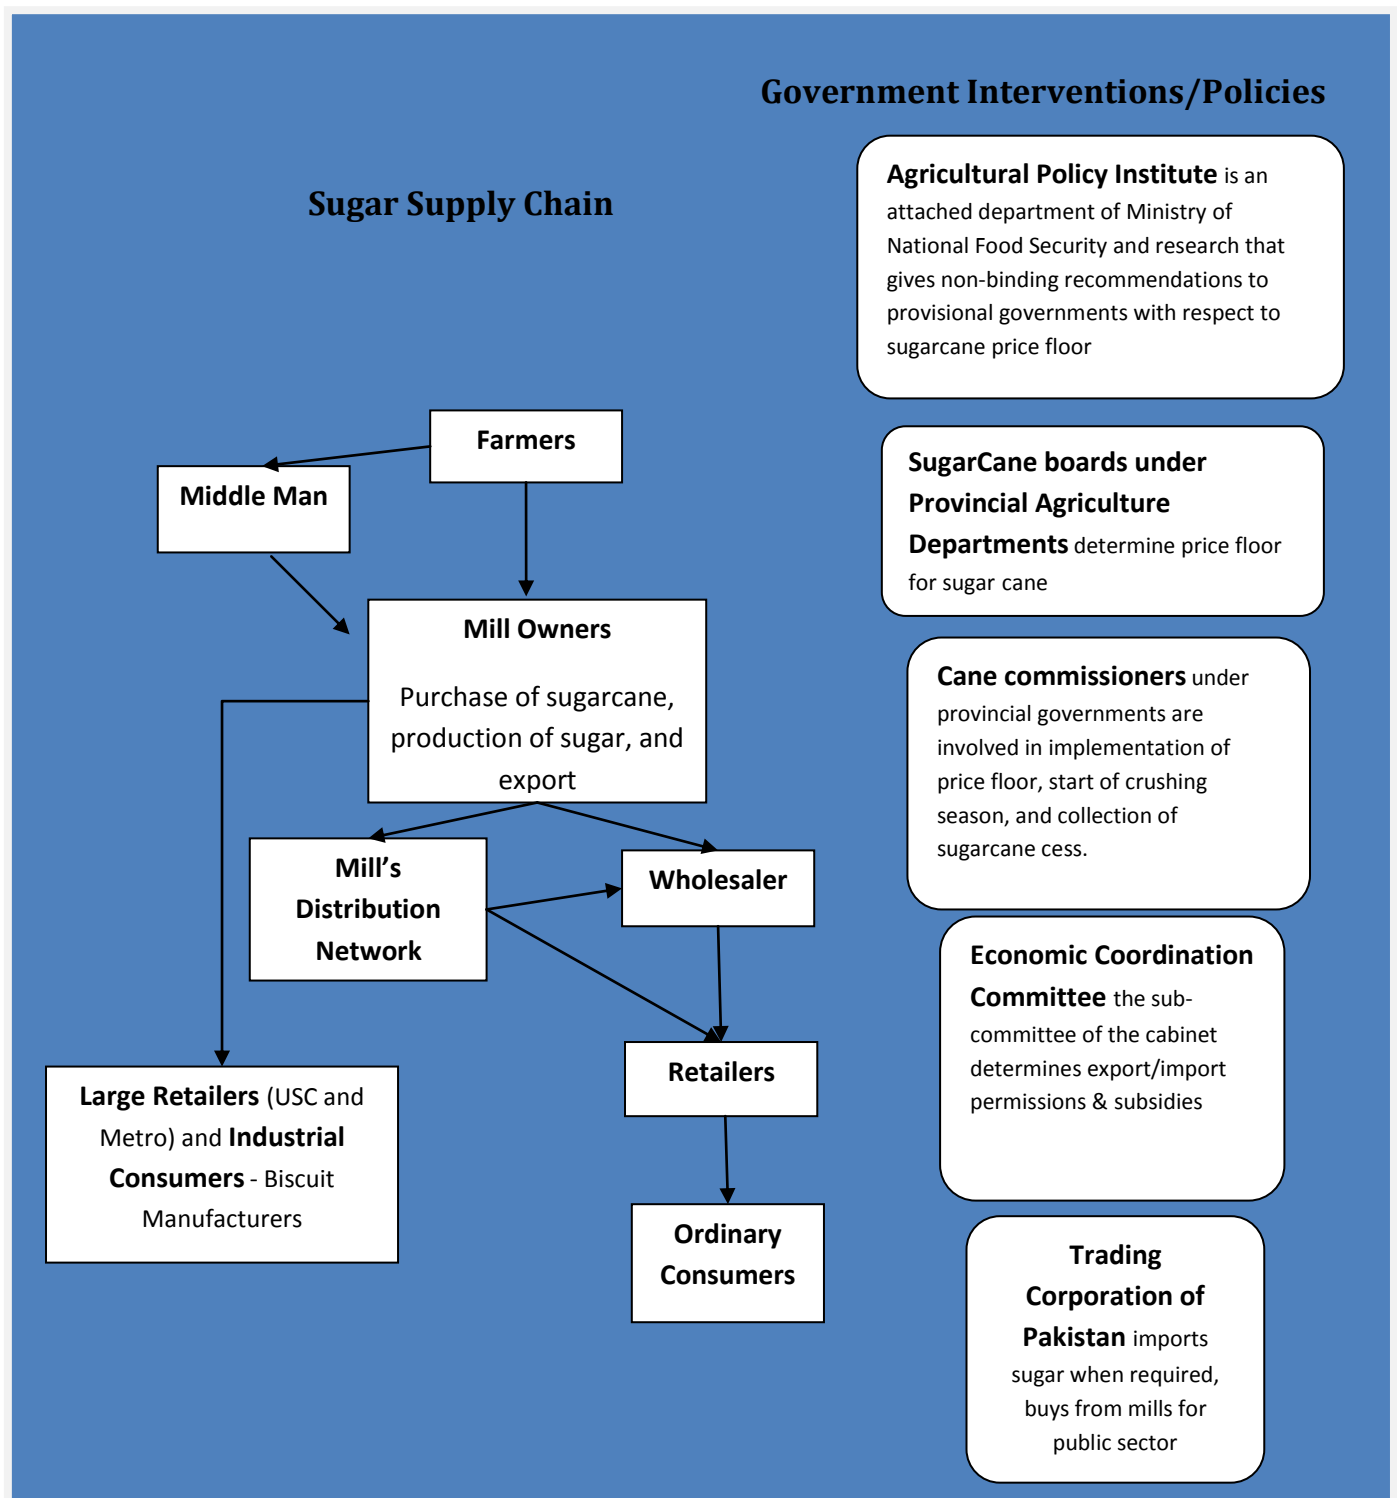 Government Interventions/Policies
Sugar Supply Chain
Agricultural Policy Institute is an
attached department of Ministry of
National Food Security and research that
gives non-binding recommendations to
provisional governments with respect to
sugarcane price floor
Farmers
Middle Man
SugarCane boards under
Provincial Agriculture
Departments determine price floor
for sugar cane
Mill Owners
Purchase of sugarcane,
production of sugar, and
export
Cane commissioners under
provincial governments are
involved in implementation of
price floor, start of crushing
season, and collection of
sugarcane cess.
Mill’s
Distribution
Network
Wholesaler
Economic Coordination
Committee the sub-
committee of the cabinet
determines export/import
permissions & subsidies
Retailers
Large Retailers (USC and
Metro) and Industrial
Consumers - Biscuit
Manufacturers
Ordinary
Consumers
Trading
Corporation of
Pakistan imports
sugar when required,
buys from mills for
public sector